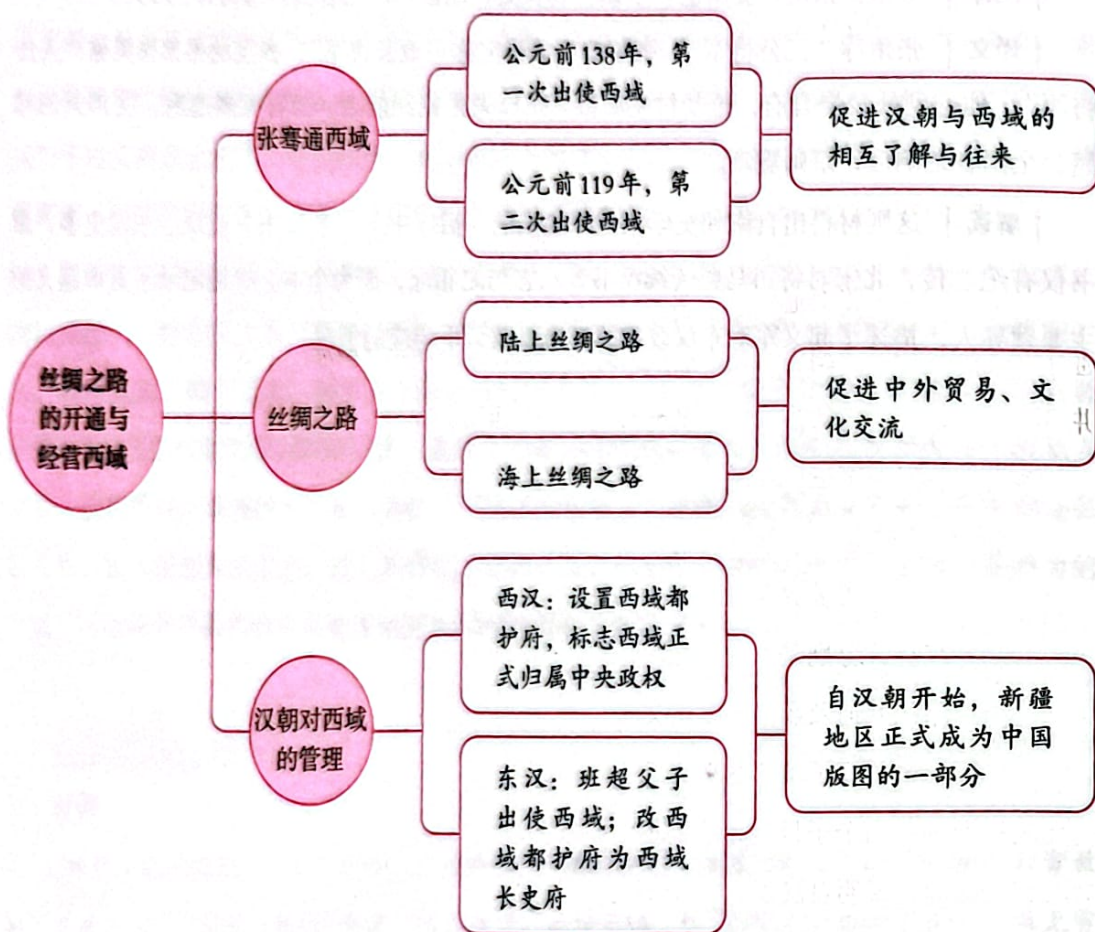 丝绸之路
的开通与
经营西域
张骞通西域
公元前138年，第
一次出使西域
公元前119年，第
二次出使西域
促进汉朝与西域的
相互了解与往来
丝绸之路
陆上丝绸之路
海上丝绸之路
促进中外贸易、文
化交流
汉朝对西域
的管理
西汉：设置西域都
护府，标志西域正
式归属中央政权
东汉：班超父子
出使西域；改西
域都护府为西域
长史府
自汉朝开始，新疆
地区正式成为中国
版图的一部分